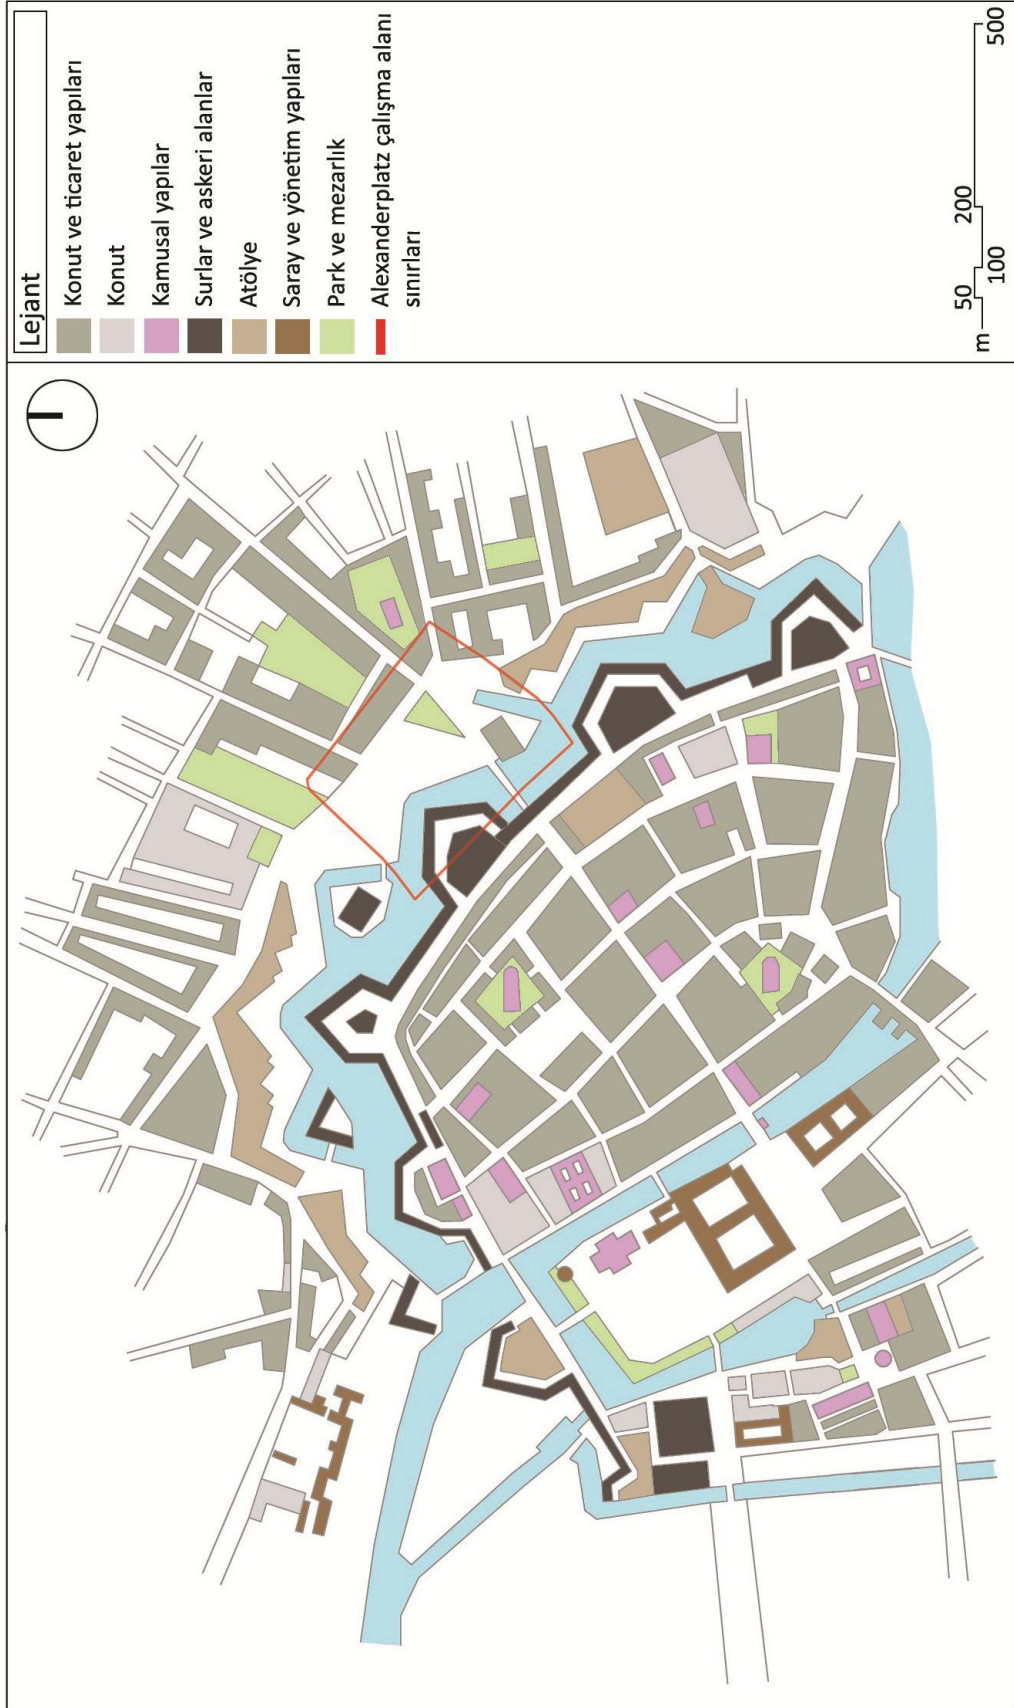 Lejant
Konut ve ticaret yapıları
Konut
Kamusal yapılar
Surlar ve askeri alanlar
Atölye
Saray ve yönetim yapıları
Park ve mezarlık
Alexanderplatz çalışma alanı
sınırları
m 50 100 200 500